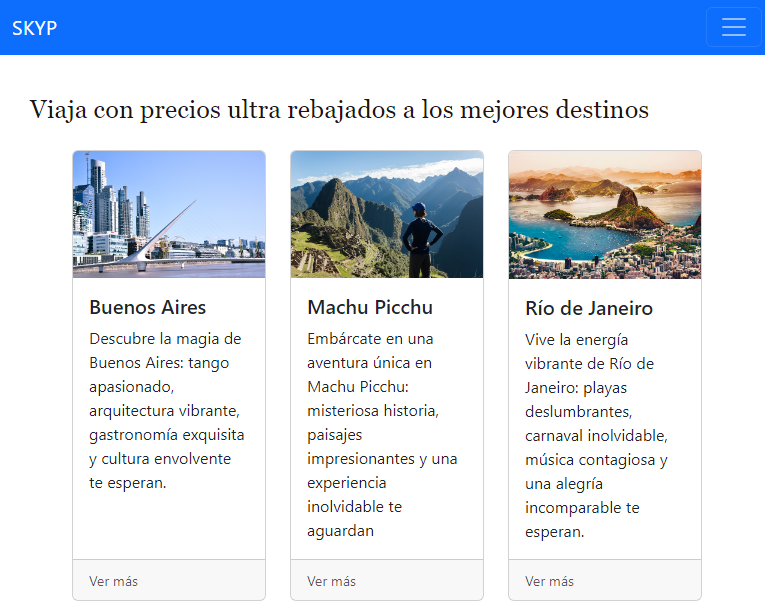 SKYP
Viaja con precios ultra rebajados a los mejores destinos
Buenos Aires
Descubre la magia de
Buenos Aires: tango
apasionado,
arquitectura vibrante,
gastronomía exquisita
y cultura envolvente
te esperan.
Ver más
Machu Picchu
Embárcate en una
aventura única en
Machu Picchu:
misteriosa historia,
paisajes
impresionantes y una
experiencia
inolvidable te
aguardan
Ver más
Río de Janeiro
Vive la energía
vibrante de Río de
Janeiro: playas
deslumbrantes,
carnaval inolvidable,
música contagiosa y
una alegría
incomparable te
esperan.
Ver más